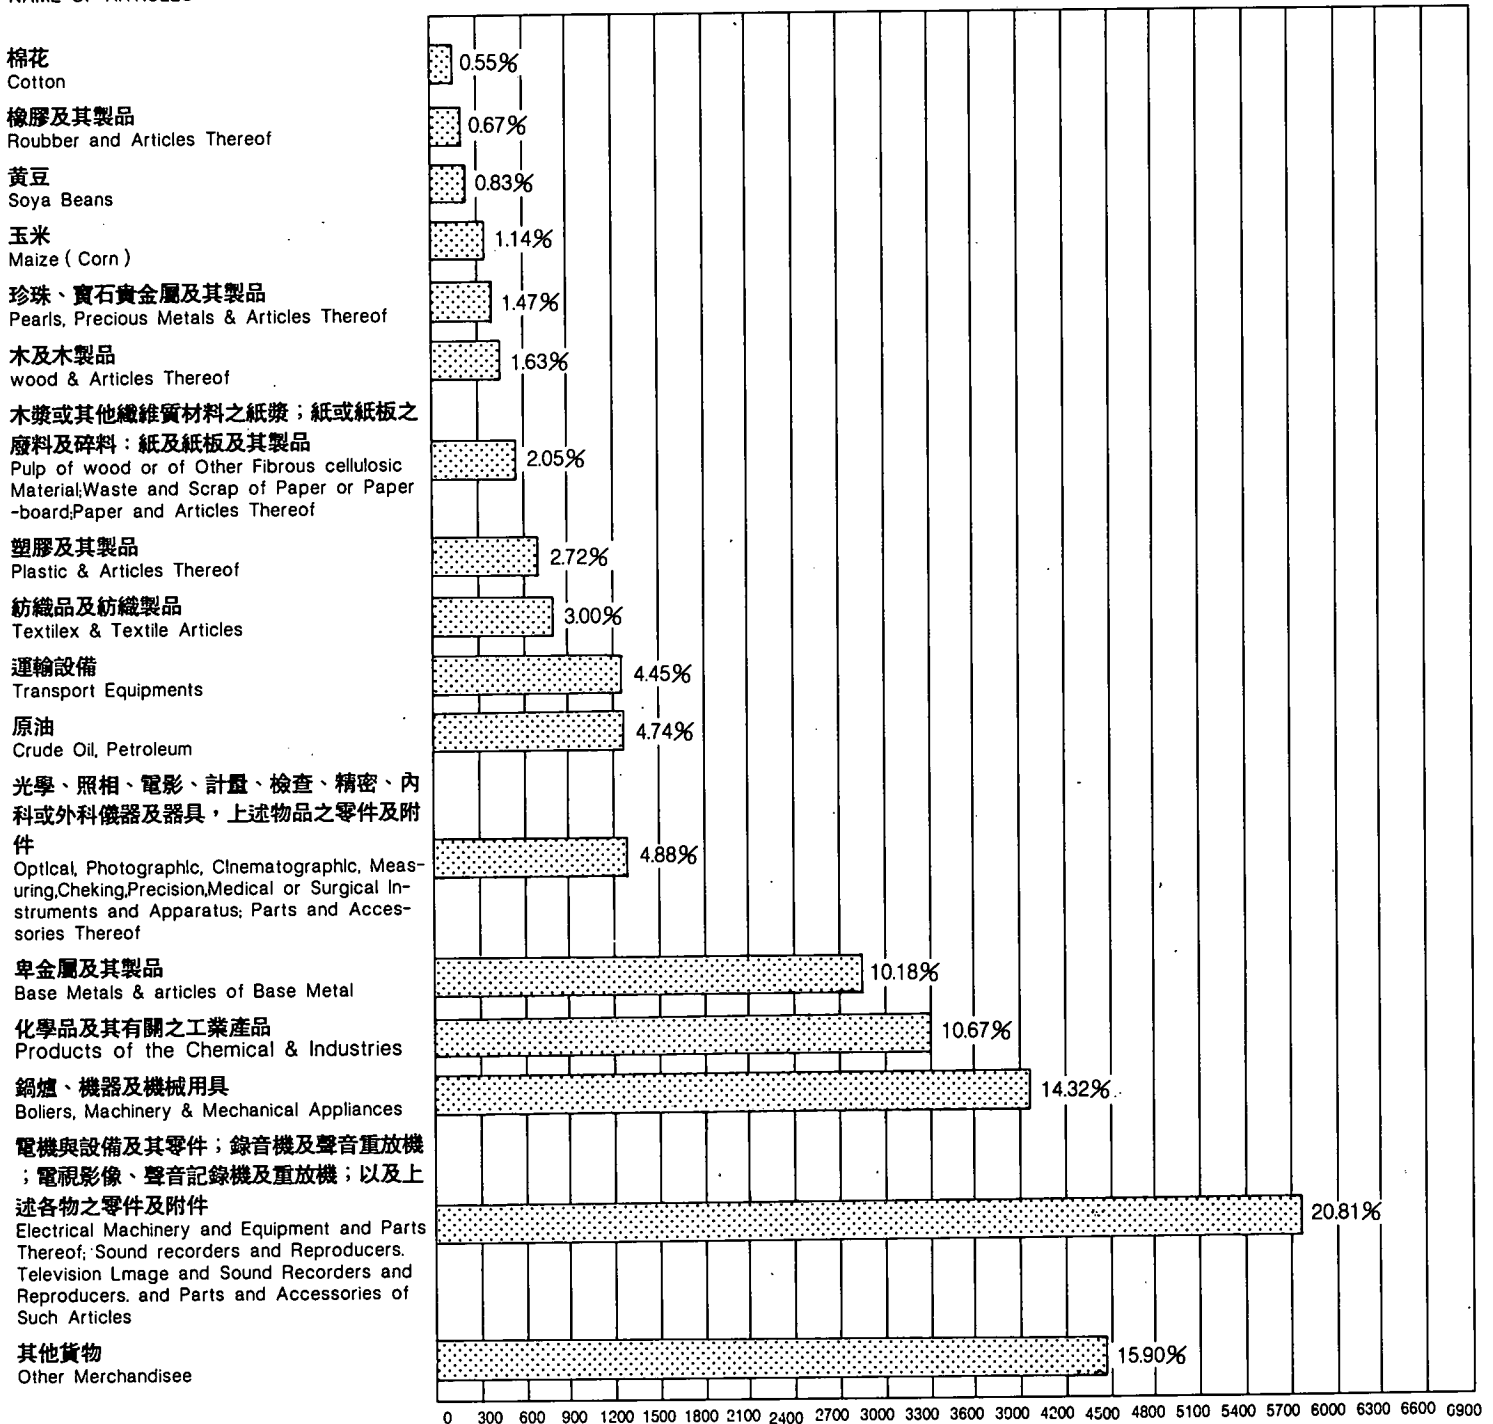 棉花
Cotton
0.55%
橡膠及其製品
Roubber and Articles Thereof
0.67%
黄豆
Soya Beans
0.83%
玉米
Maize ( Corn )
1.14%
珍珠、寶石貴金屬及其製品
Pearls, Precious Metals & Articles Thereof
1.47%
木及木製品
wood & Articles Thereof
1.63%
木漿或其他纖維質材料之紙漿；紙或紙板之
廢料及碎料：紙及紙板及其製品
Pulp of wood or of Other Fibrous cellulosic
Material;Waste and Scrap of Paper or Paper
-board;Paper and Articles Thereof
2.05%
塑膠及其製品
Plastic & Articles Thereof
2.72%
紡織品及紡織製品
Textilex & Textile Articles
3.00%
運輸設備
Transport Equipments
4.45%
原油
Crude Oil, Petroleum
4.74%
光學、照相、電影、計量、檢查、精密、內
科或外科儀器及器具，上述物品之零件及附
件
Optical, Photographic, Cinematographic, Meas-
uring,Cheking,Precision,Medical or Surgical In-
struments and Apparatus; Parts and Acces-
sories Thereof
4.88%
卑金屬及其製品
Base Metals & articles of Base Metal
10.18%
化學品及其有關之工業產品
Products of the Chemical & Industries
10.67%
鍋爐、機器及機械用具
Boliers, Machinery & Mechanical Appliances
14.32%
電機與設備及其零件；錄音機及聲音重放機
；電視影像、聲音記錄機及重放機；以及上
述各物之零件及附件
Electrical Machinery and Equipment and Parts
Thereof; Sound recorders and Reproducers.
Television Lmage and Sound Recorders and
Reproducers. and Parts and Accessories of
Such Articles
20.81%
其他貨物
Other Merchandisee
15.90%
0 300 600 900 1200 1500 1800 2100 2400 2700 3000 3300 3600 3900 4200 4500 4800 5100 5400 5700 6000 6300 6600 6900